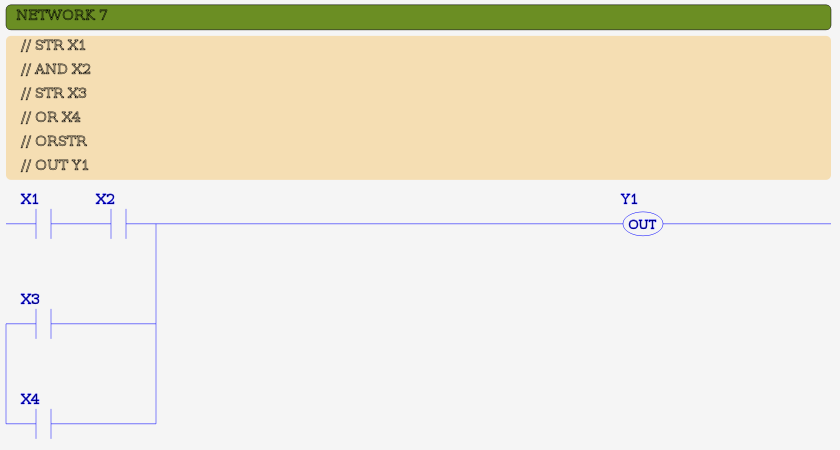 NETWORK 7
// STR X1
// AND X2
// STR X3
// OR X4
// ORSTR
// OUT Y1
X1 X2 Y1
OUT
X3
X4